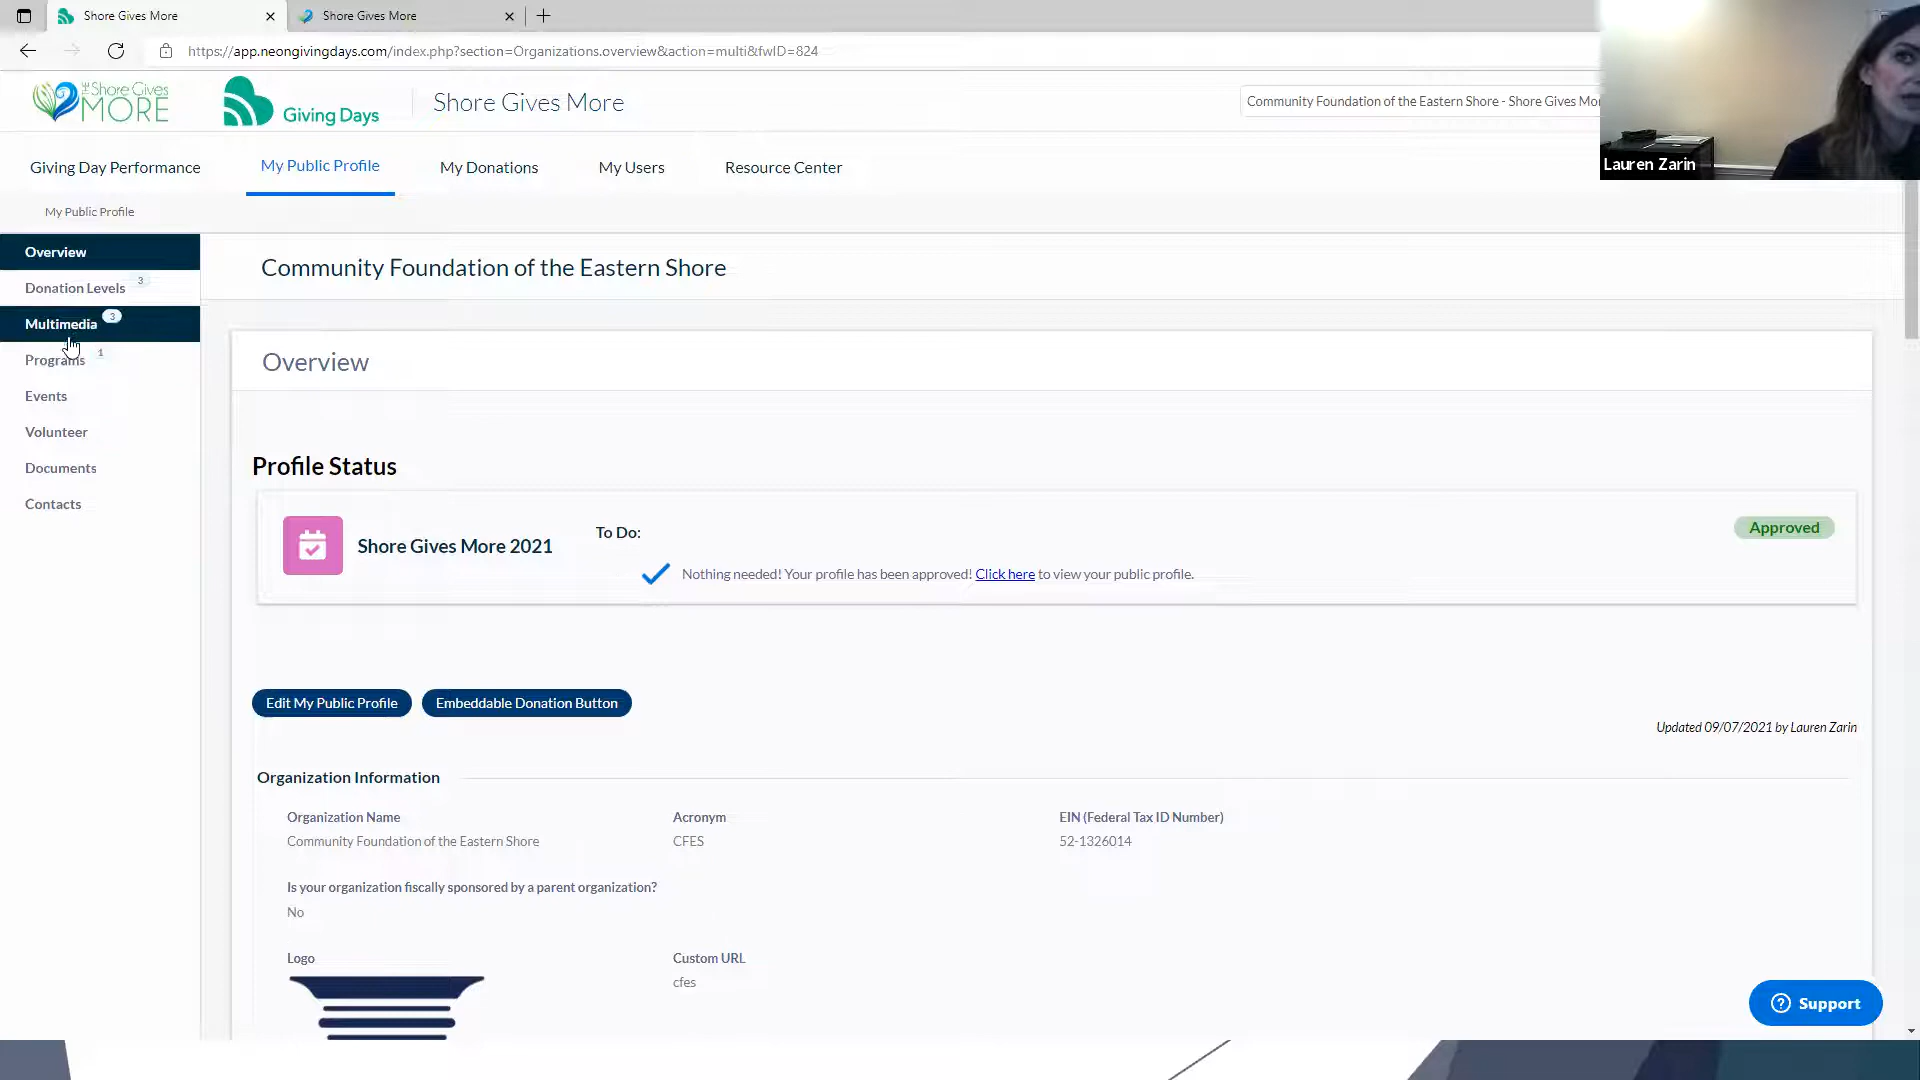 Shore Gives More
Shore Gives More
https://app.neongivingdays.com/index.php?section=Organizations.overview&action=multi&fwID=824
THE Shore Gives
MORE
Giving Days
Shore Gives More
Community Foundation of the Eastern Shore - Shore Gives Mor
Lauren Zarin
Giving Day Performance
My Public Profile
My Donations
My Users
Resource Center
My Public Profile
Overview
Donation Levels 3
Multimedia 3
Programs 1
Events
Volunteer
Documents
Contacts
Community Foundation of the Eastern Shore
Overview
Profile Status
Shore Gives More 2021
To Do:
Approved
Nothing needed! Your profile has been approved! Click here to view your public profile.
Edit My Public Profile
Embeddable Donation Button
Updated 09/07/2021 by Lauren Zarin
Organization Information
Organization Name
Acronym
EIN (Federal Tax ID Number)
Community Foundation of the Eastern Shore
CFES
52-1326014
Is your organization fiscally sponsored by a parent organization?
No
Logo
Custom URL
cfes
Support